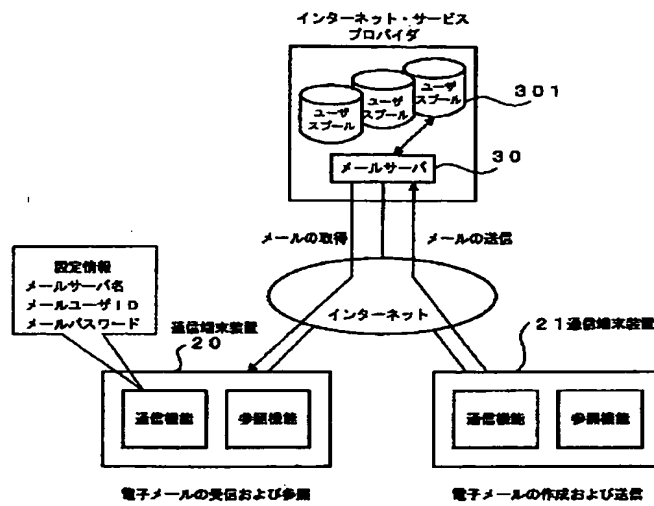 インターネット・サービス
プロバイダ
ユーザ
スプール
ユーザ
スプール
ユーザ
スプール
301
メールサーバ
30
メールの取得
メールの送信
設定情報
メールサーバ名
メールユーザID
メールパスワード
インターネット
通信端末装置
20
21通信端末装置
通信機能
参照機能
通信機能
参照機能
電子メールの受信および参照
電子メールの作成および送信